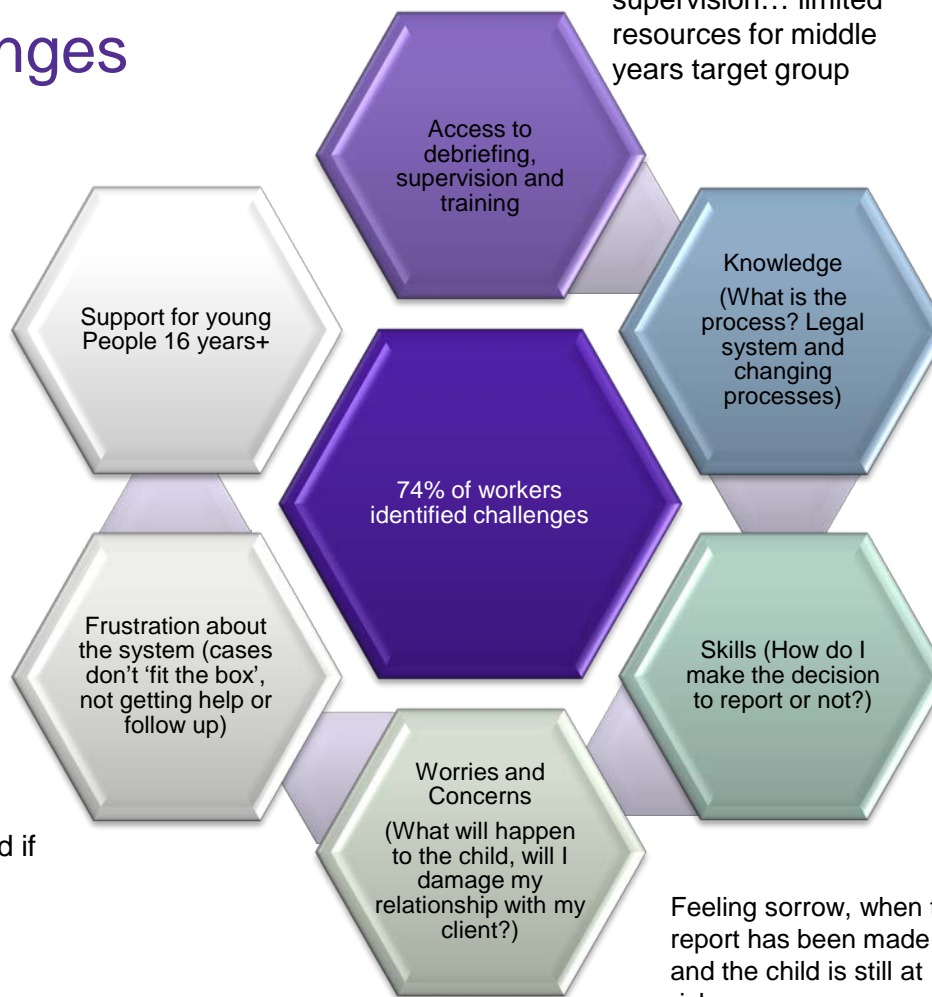 nges
supervision… limited
resources for middle
years target group
Access to
debriefing,
supervision and
training
Knowledge
(What is the
process? Legal
system and
changing
processes)
Support for young
People 16 years+
74% of workers
identified challenges
Frustration about
the system (cases
don’t ‘fit the box’,
not getting help or
follow up)
Skills (How do I
make the decision
to report or not?)
Worries and
Concerns
(What will happen
to the child, will I
damage my
relationship with my
client?)
d if
Feeling sorrow, when
report has been made
and the child is still at